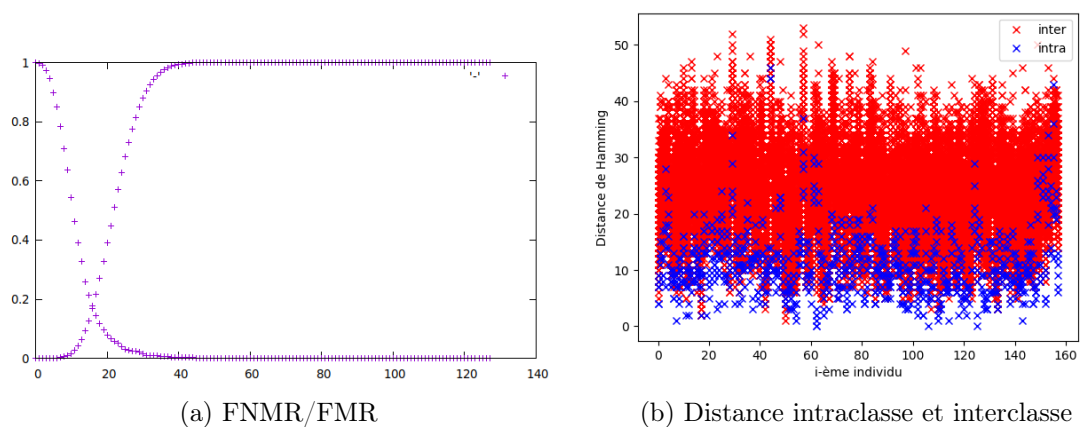 1
0.8
0.6
0.4
0.2
0
0 20 40 60 80 100 120 140
(a) FNMR/FMR
inter
intra
50
40
30
20
10
0
Distance de Hamming
0 20 40 60 80 100 120 140 160
i-ème individu
(b) Distance intraclasse et interclasse